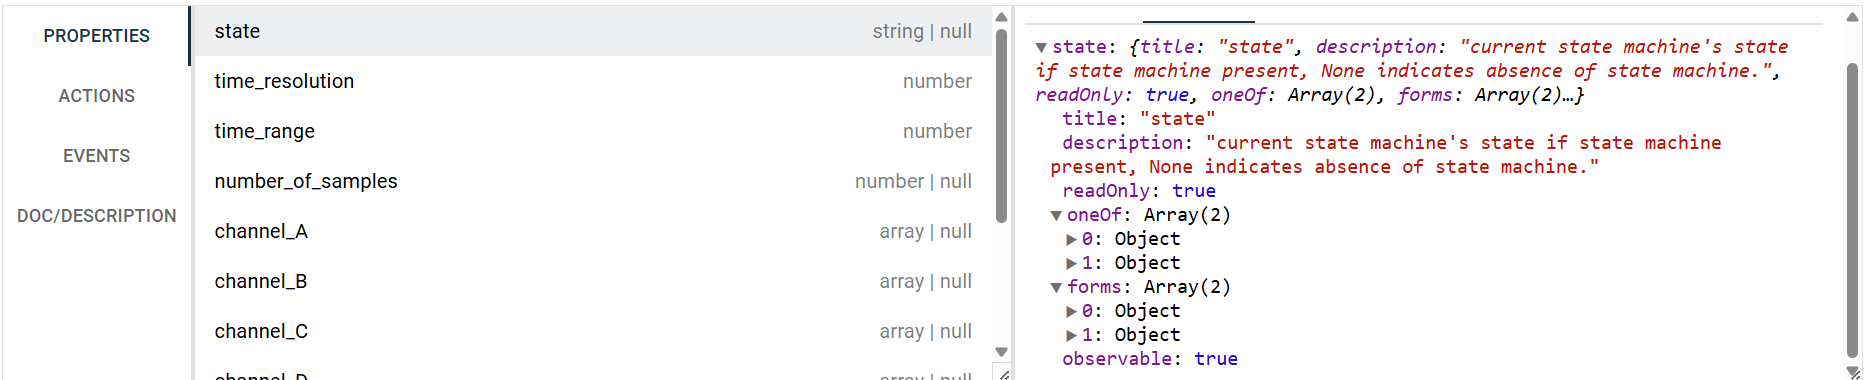 PROPERTIES
ACTIONS
EVENTS
DOC/DESCRIPTION
state string | null
time_resolution number
time_range number
number_of_samples number | null
channel_A array | null
channel_B array | null
channel_C array | null
channel_D array | null
▼ state: {title: "state", description: "current state machine's state
if state machine present, None indicates absence of state machine.",
readOnly: true, oneOf: Array(2), forms: Array(2)…}
title: "state"
description: "current state machine's state if state machine
present, None indicates absence of state machine."
readOnly: true
▼ oneOf: Array(2)
▶ 0: Object
▶ 1: Object
▼ forms: Array(2)
▶ 0: Object
▶ 1: Object
observable: true